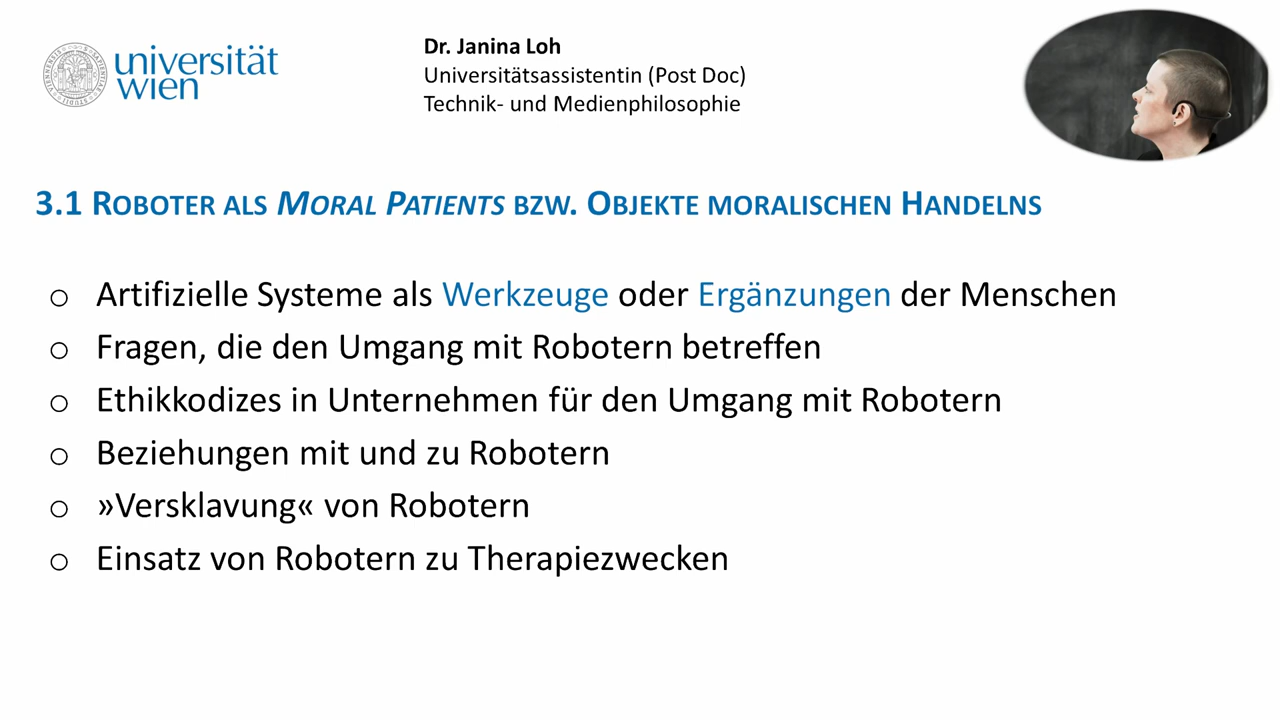 universität
wien
Dr. Janina Loh
Universitätsassistentin (Post Doc)
Technik- und Medienphilosophie
3.1 ROBOTER ALS MORAL PATIENTS BZW. OBJEKTE MORALISCHEN HANDELNS
o Artifizielle Systeme als Werkzeuge oder Ergänzungen der Menschen
o Fragen, die den Umgang mit Robotern betreffen
o Ethikkodizes in Unternehmen für den Umgang mit Robotern
o Beziehungen mit und zu Robotern
o »Versklavung« von Robotern
o Einsatz von Robotern zu Therapiezwecken